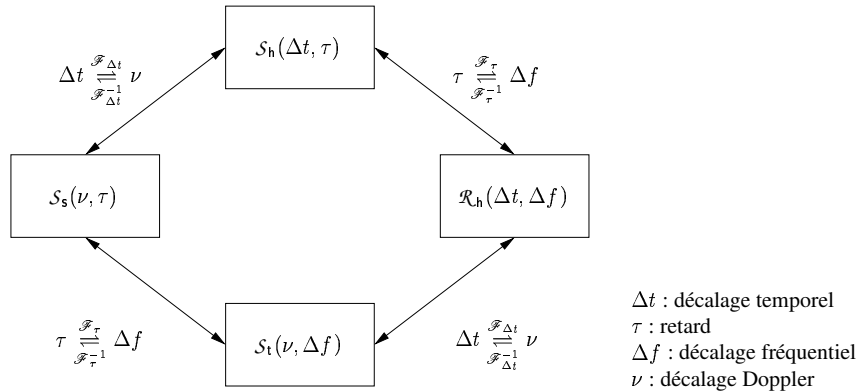 𝒮ₕ(Δt, τ)
Δt ⇌ ν
ℱ_Δt
ℱ_Δt^−1
τ ⇌ Δf
ℱ_τ
ℱ_τ^−1
𝒮ₛ(ν, τ)
ℛₕ(Δt, Δf)
τ ⇌ Δf
ℱ_τ
ℱ_τ^−1
𝒮ₜ(ν, Δf)
Δt ⇌ ν
ℱ_Δt
ℱ_Δt^−1
Δt : décalage temporel
τ : retard
Δf : décalage fréquentiel
ν : décalage Doppler